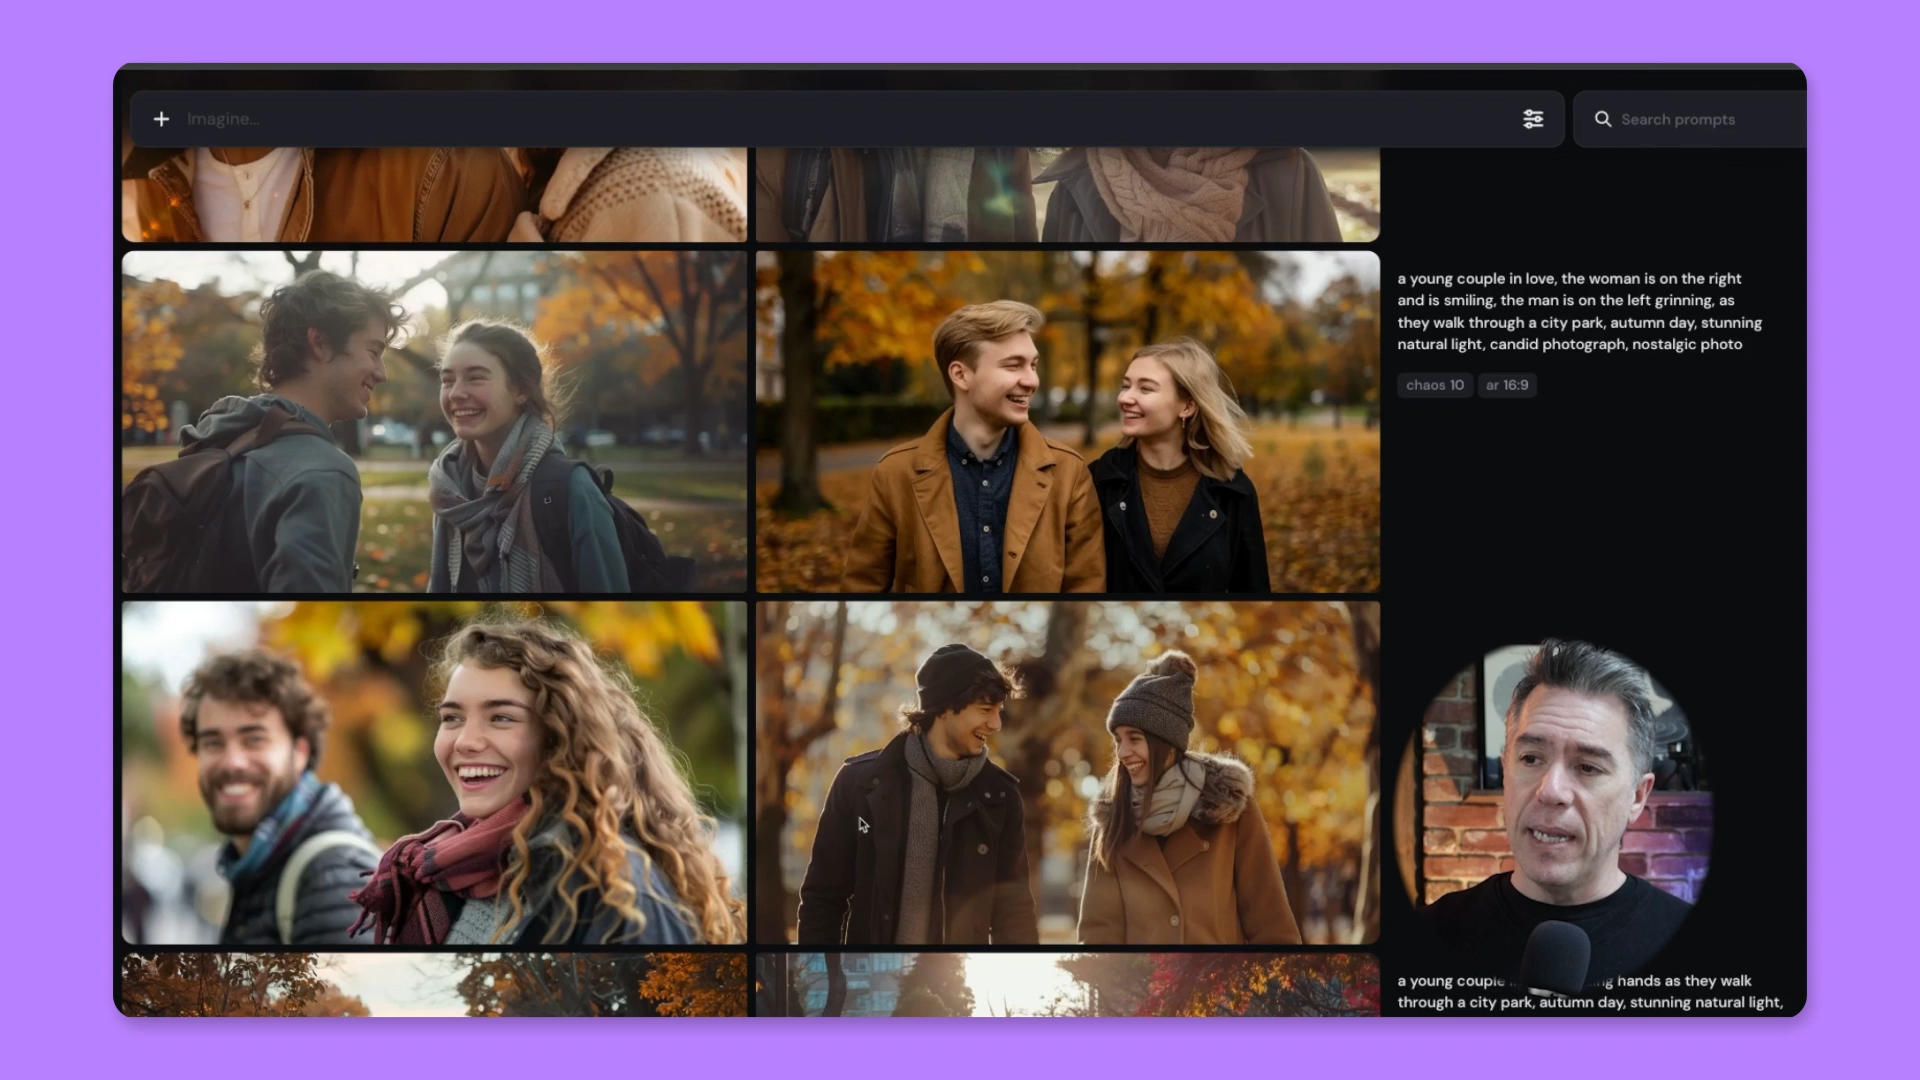 Imagine...
Search prompts
a young couple in love, the woman is on the right
and is smiling, the man is on the left grinning, as
they walk through a city park, autumn day, stunning
natural light, candid photograph, nostalgic photo
chaos 10 ar 16:9
a young couple hands as they walk
through a city park, autumn day, stunning natural light,